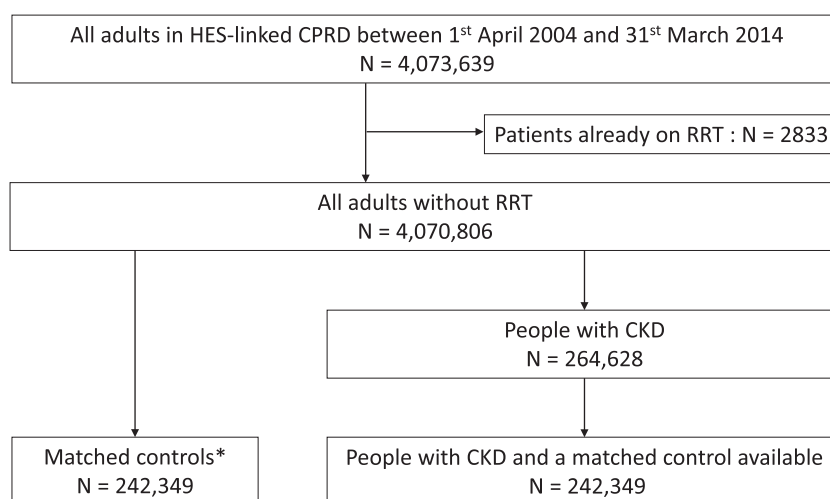 All adults in HES-linked CPRD between 1st April 2004 and 31st March 2014
N = 4,073,639
Patients already on RRT : N = 2833
All adults without RRT
N = 4,070,806
People with CKD
N = 264,628
Matched controls*
N = 242,349
People with CKD and a matched control available
N = 242,349